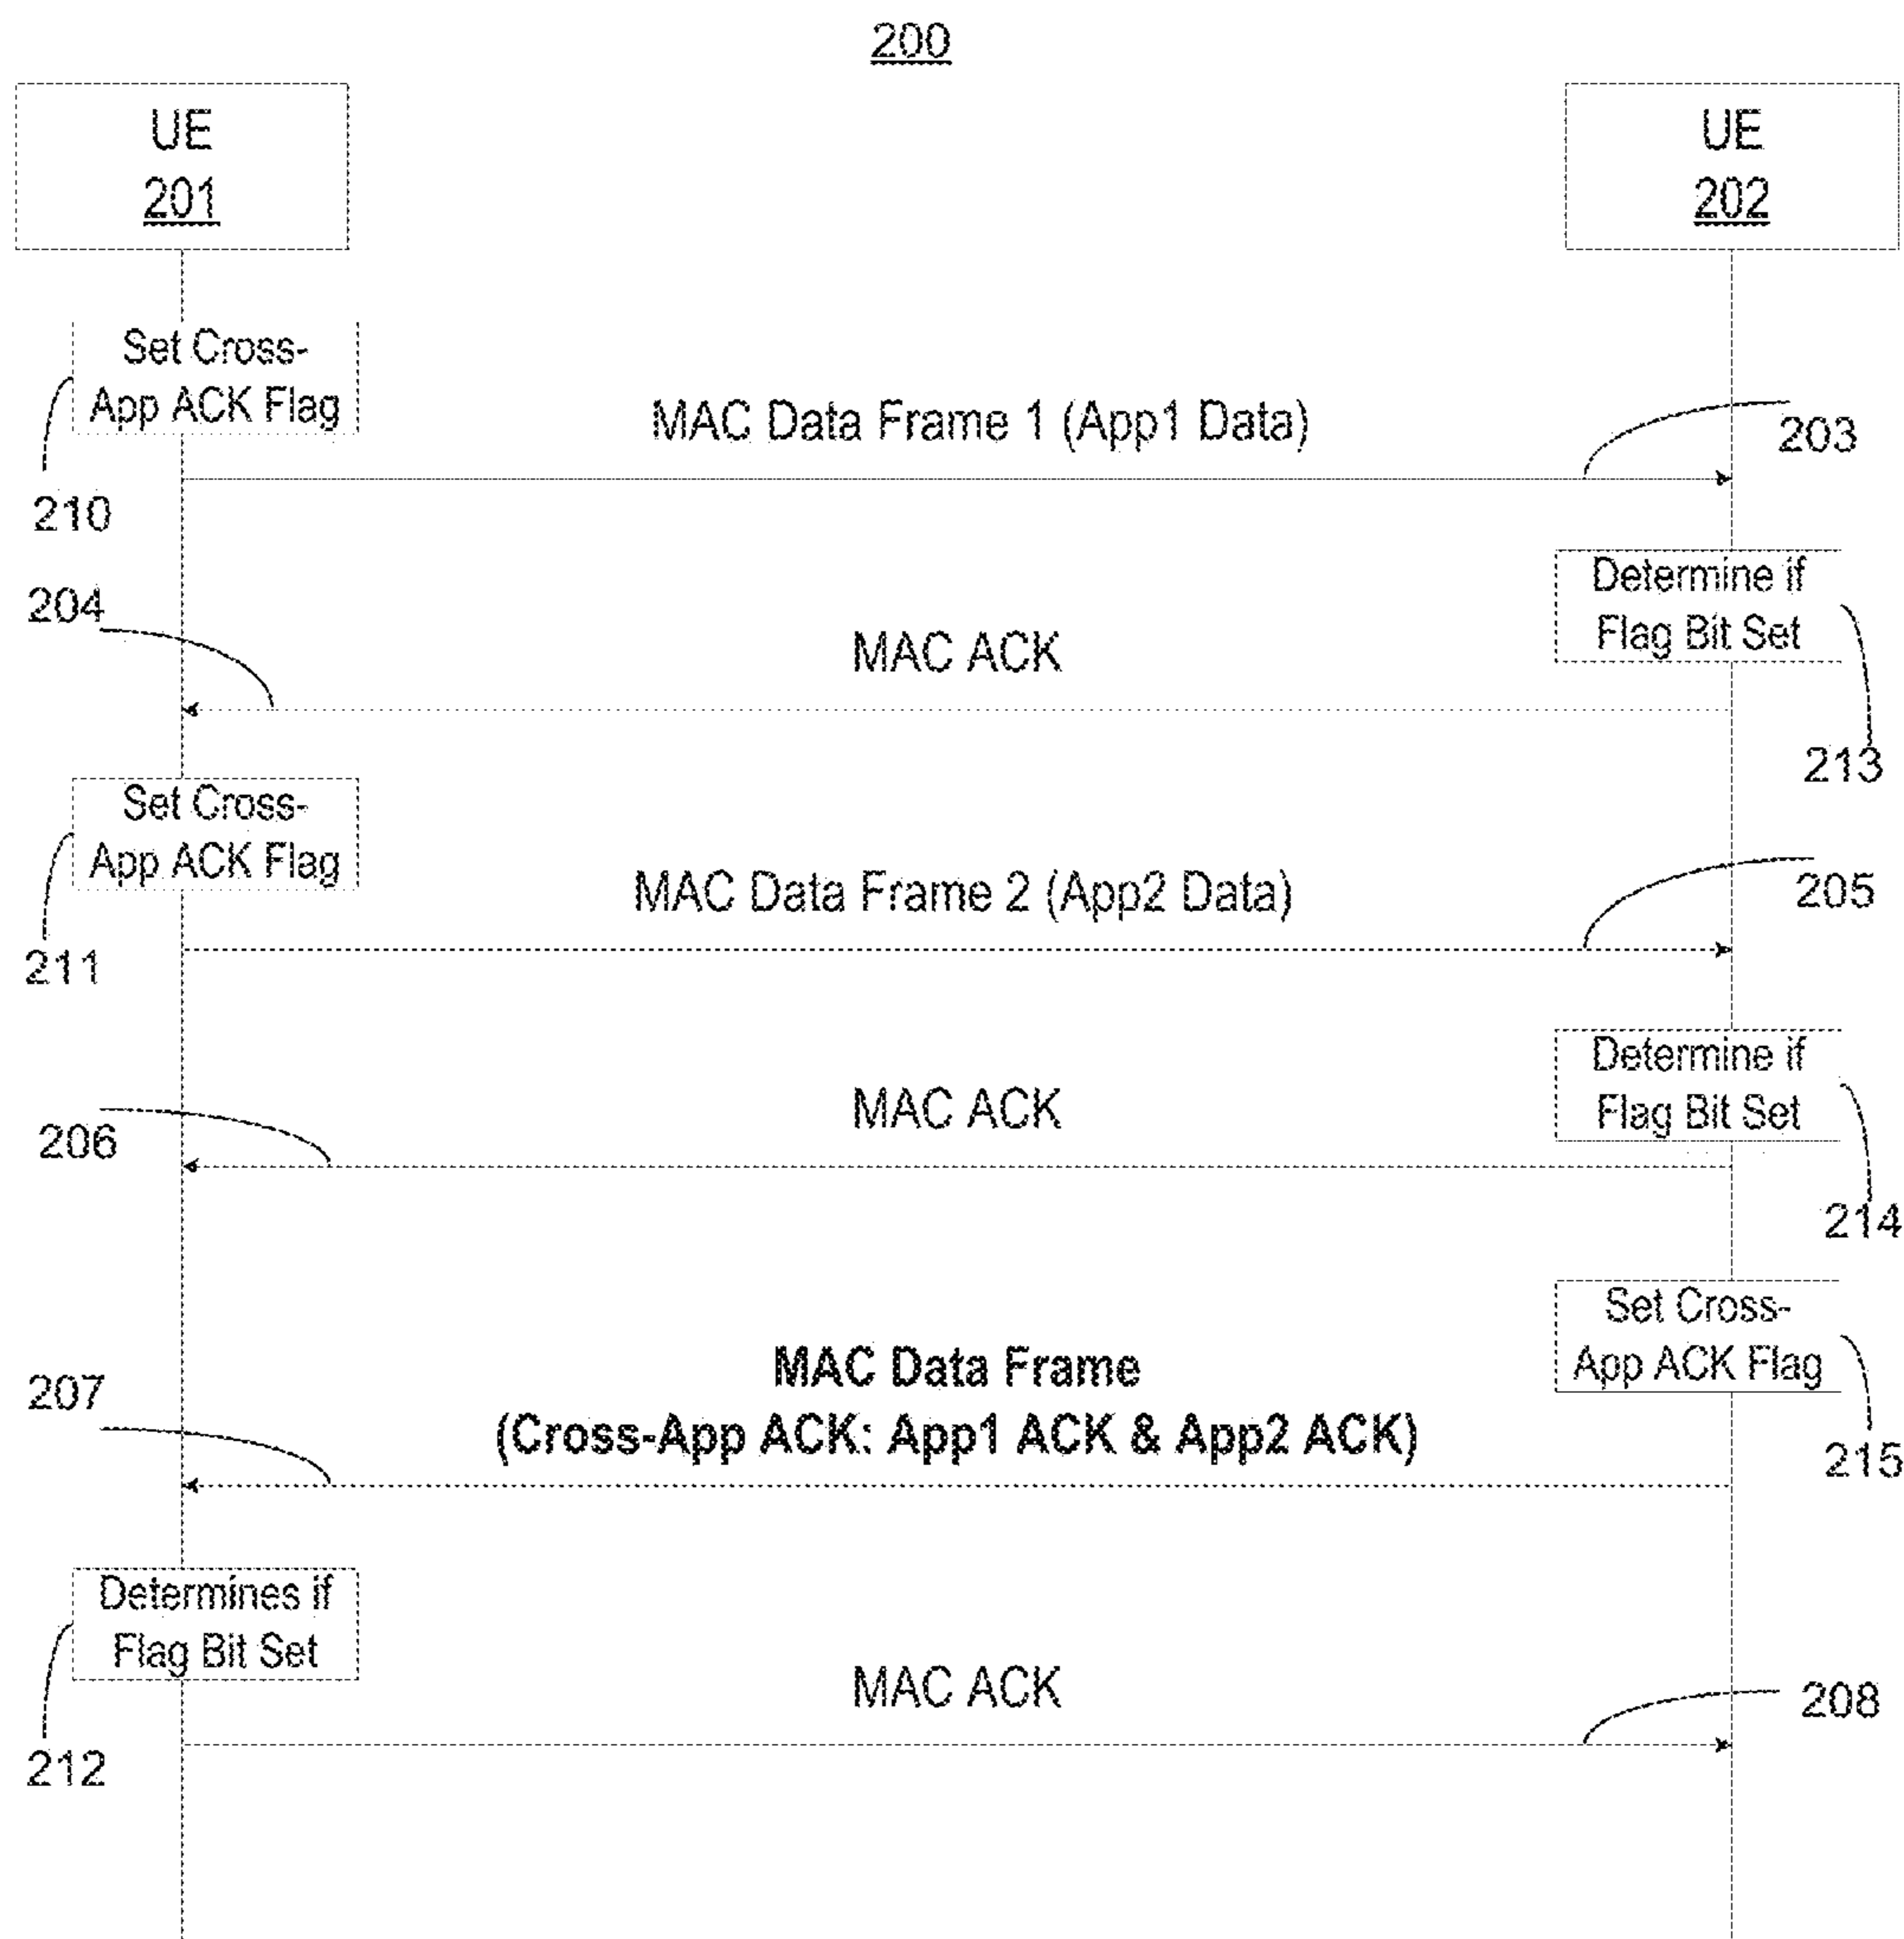 200
UE
201
UE
202
Set Cross-
App ACK Flag
210
MAC Data Frame 1 (App1 Data)
203
Determine if
Flag Bit Set
213
204
MAC ACK
Set Cross-
App ACK Flag
211
MAC Data Frame 2 (App2 Data)
205
Determine if
Flag Bit Set
214
206
MAC ACK
Set Cross-
App ACK Flag
215
207
MAC Data Frame
(Cross-App ACK: App1 ACK & App2 ACK)
Determines if
Flag Bit Set
212
MAC ACK
208